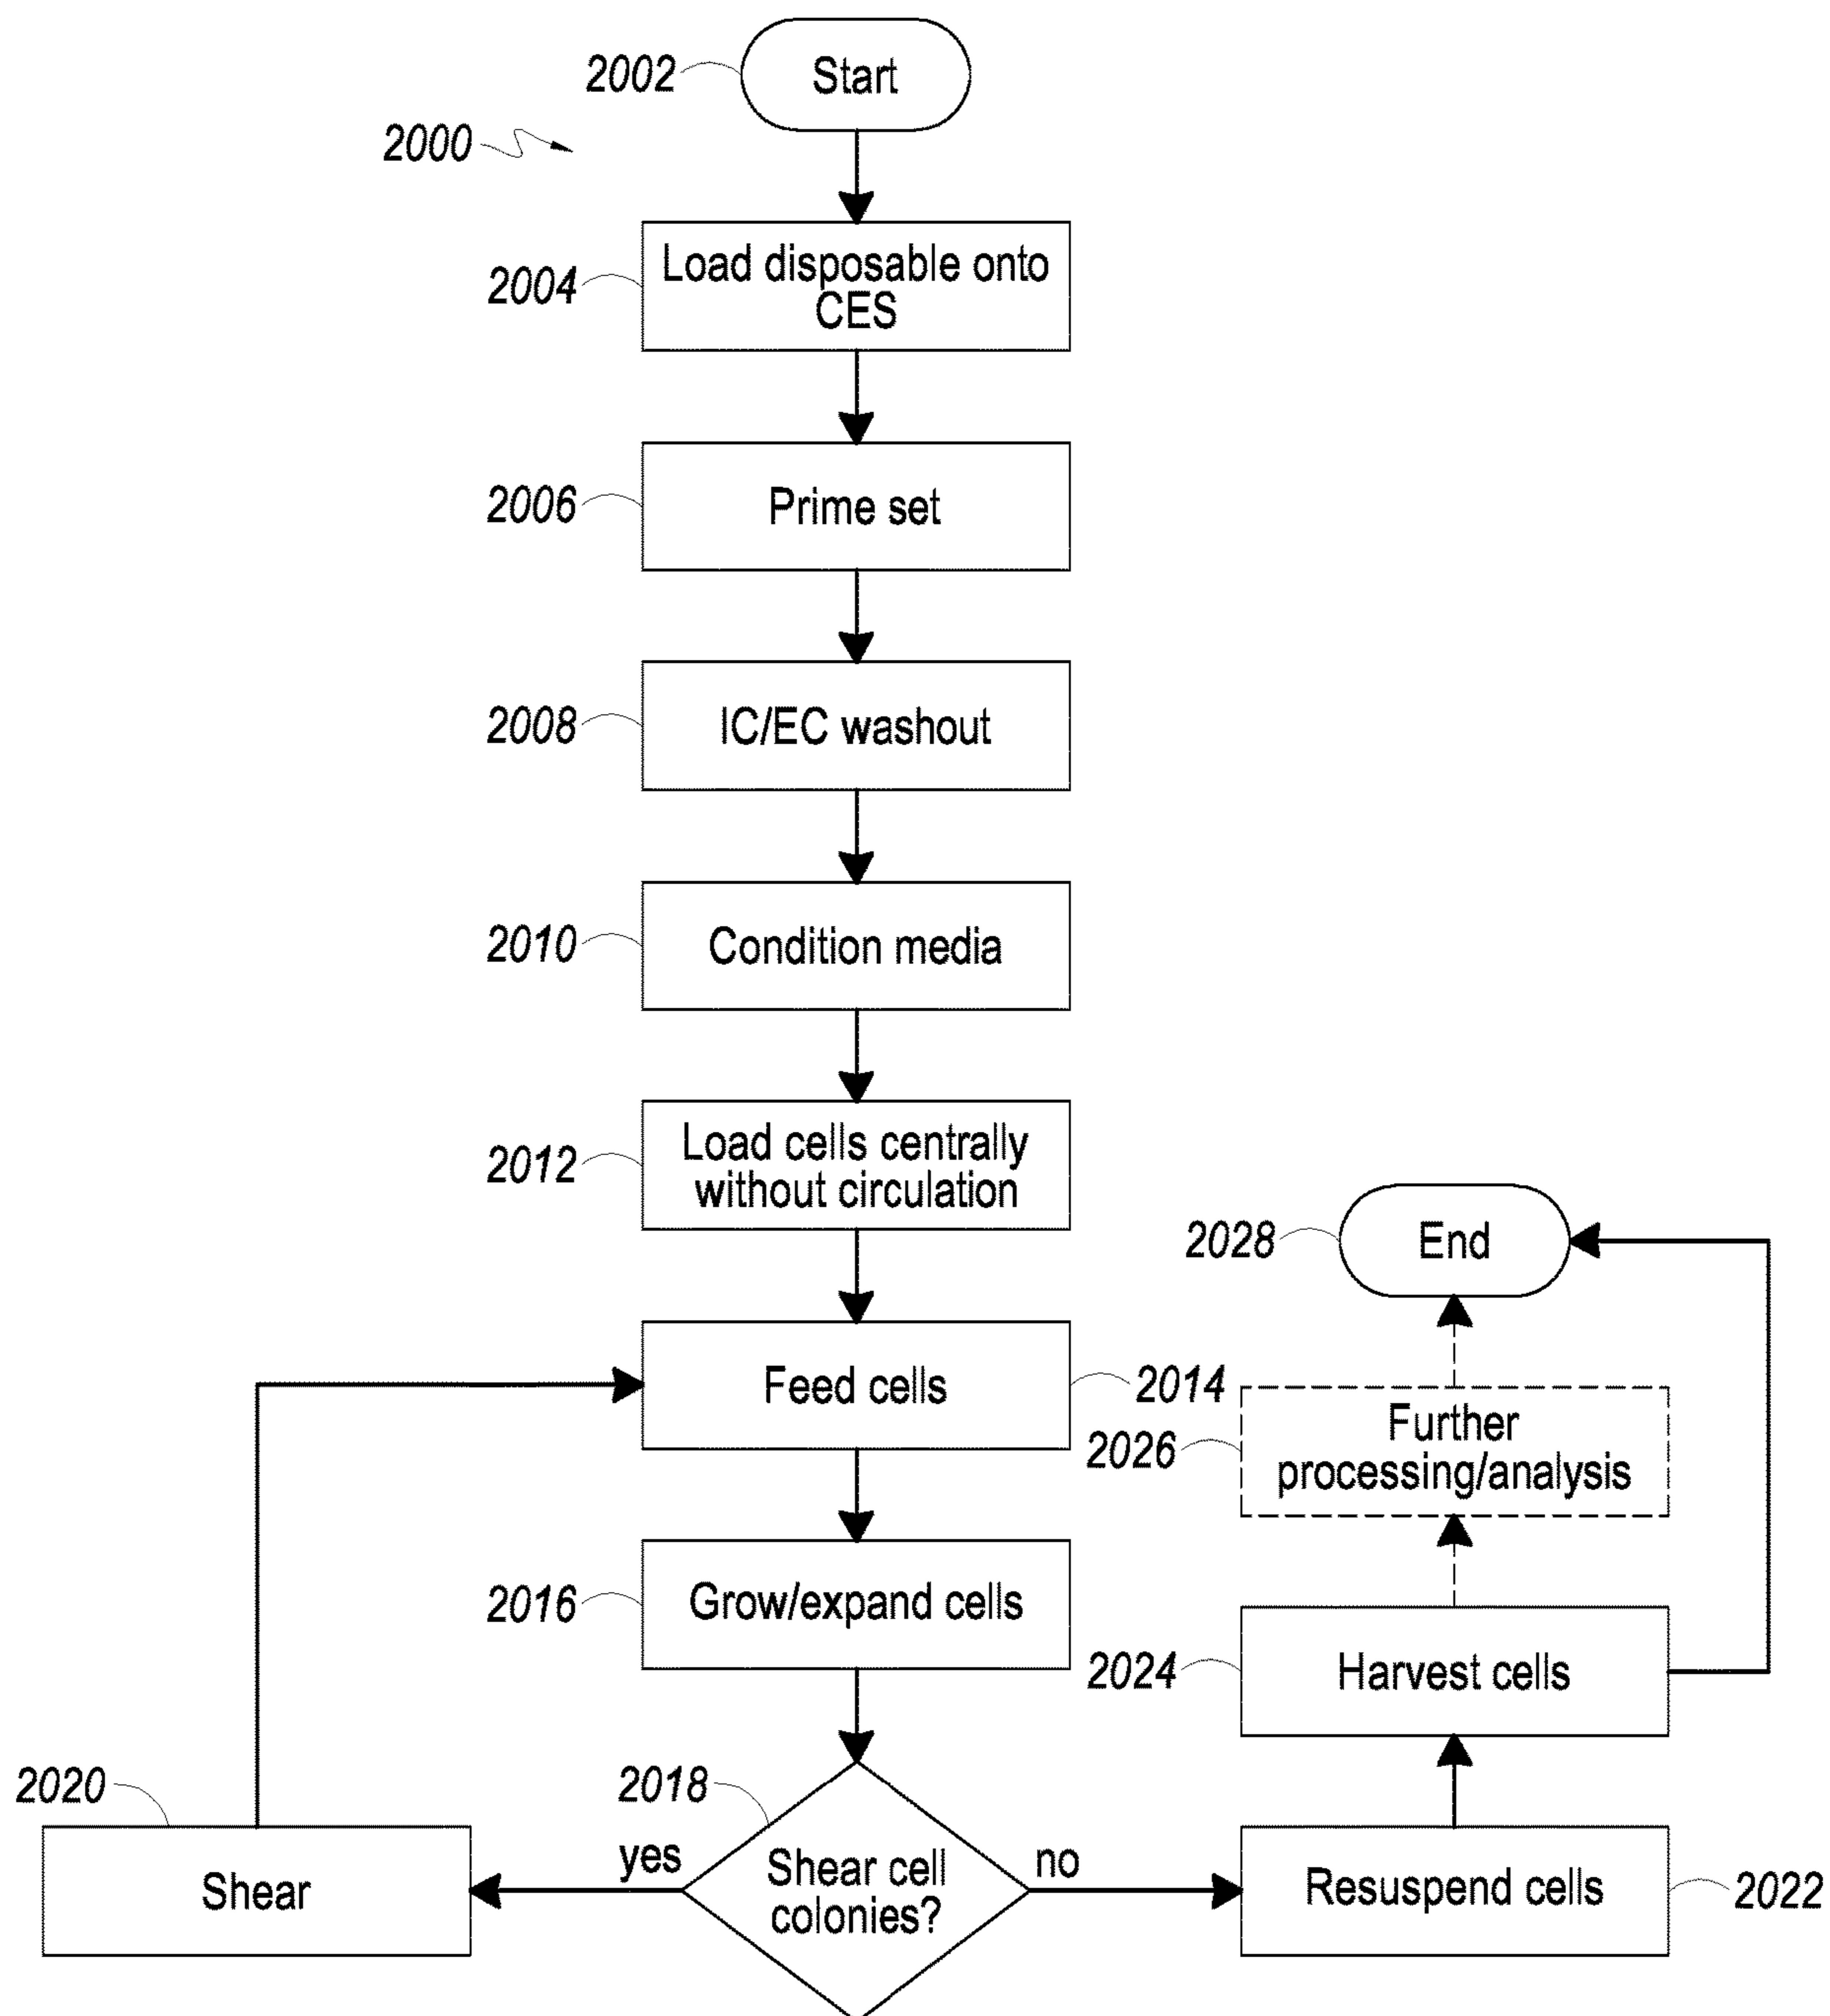 2002
Start
2000
2004
Load disposable onto
CES
2006
Prime set
2008
IC/EC washout
2010
Condition media
2012
Load cells centrally
without circulation
2028
End
Feed cells
2014
2026
Further
processing/analysis
2016
Grow/expand cells
2024
Harvest cells
2020
Shear
yes
2018
Shear cell
colonies?
no
Resuspend cells
2022